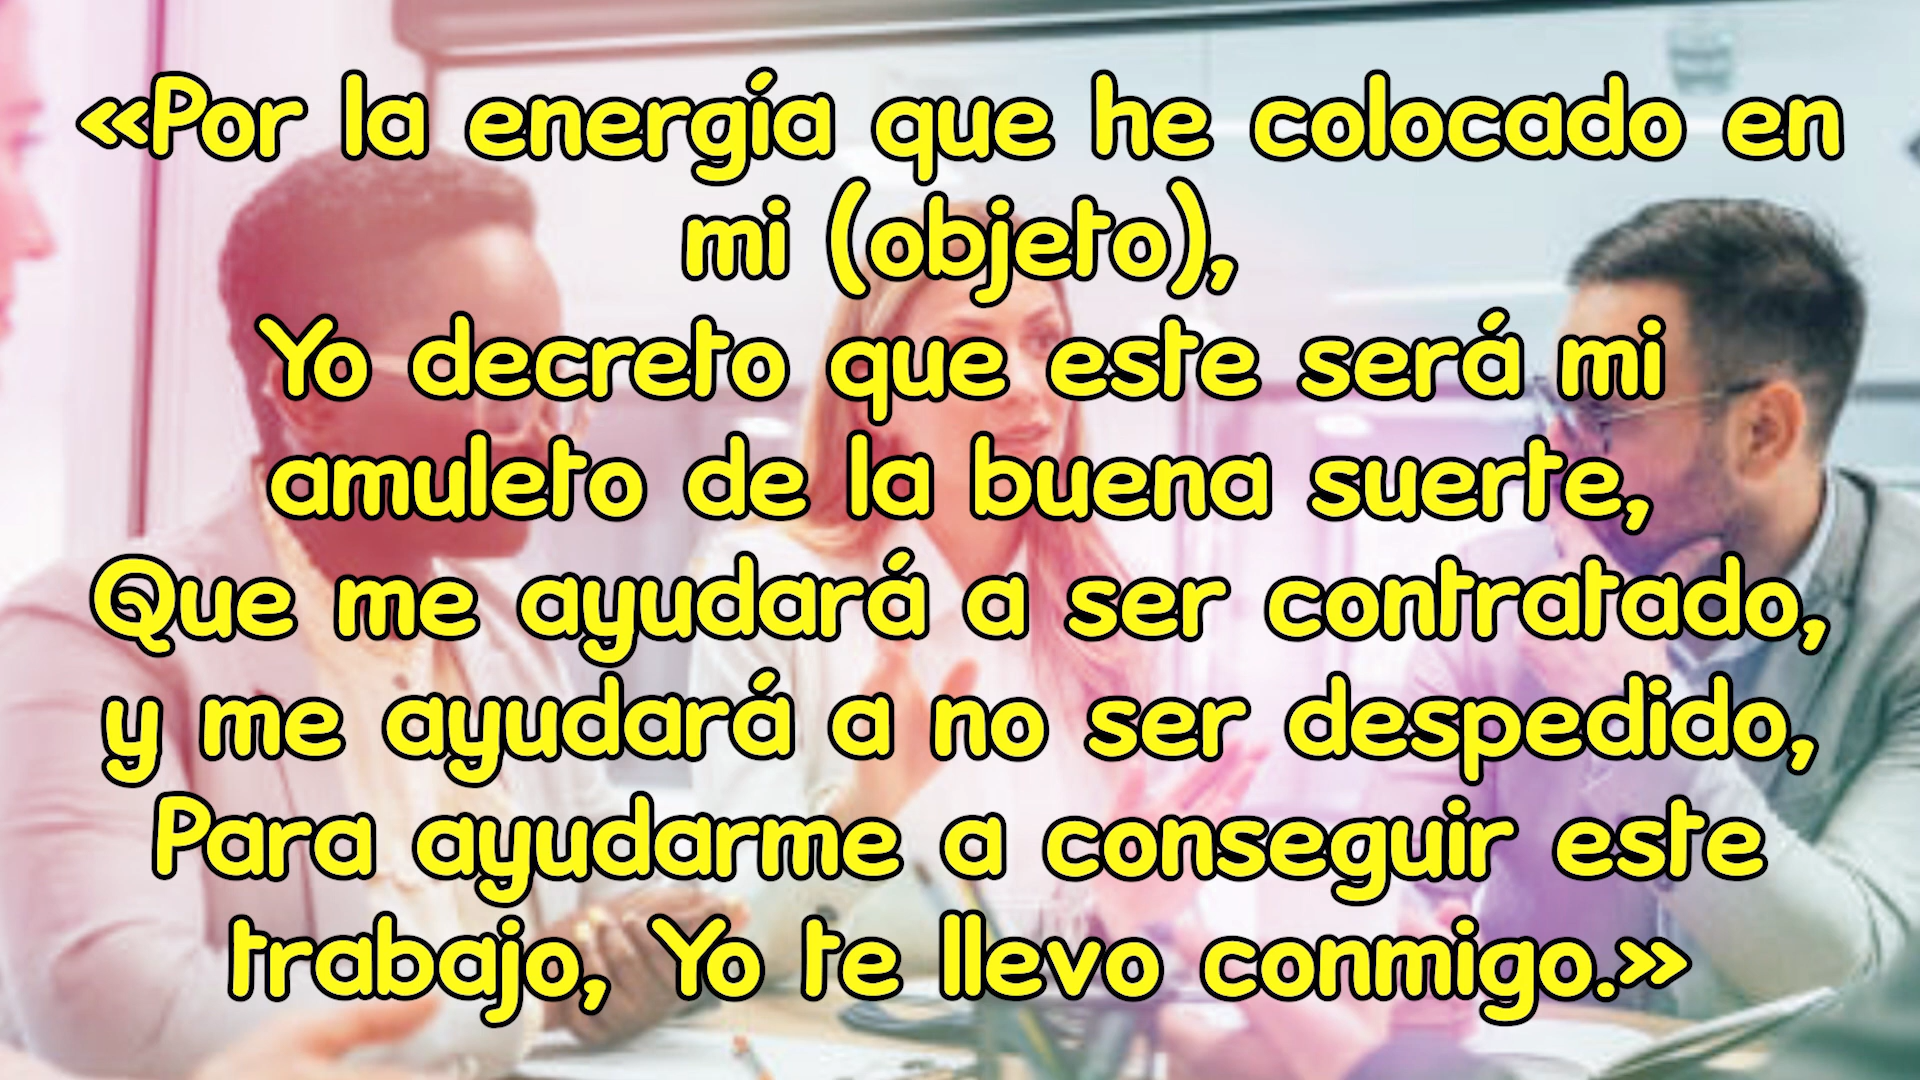 «Por la energía que he colocado en
mi (objeto),
Yo decreto que este será mi
amuleto de la buena suerte,
Que me ayudará a ser contratado,
y me ayudará a no ser despedido,
Para ayudarme a conseguir este
trabajo, Yo te llevo conmigo.»